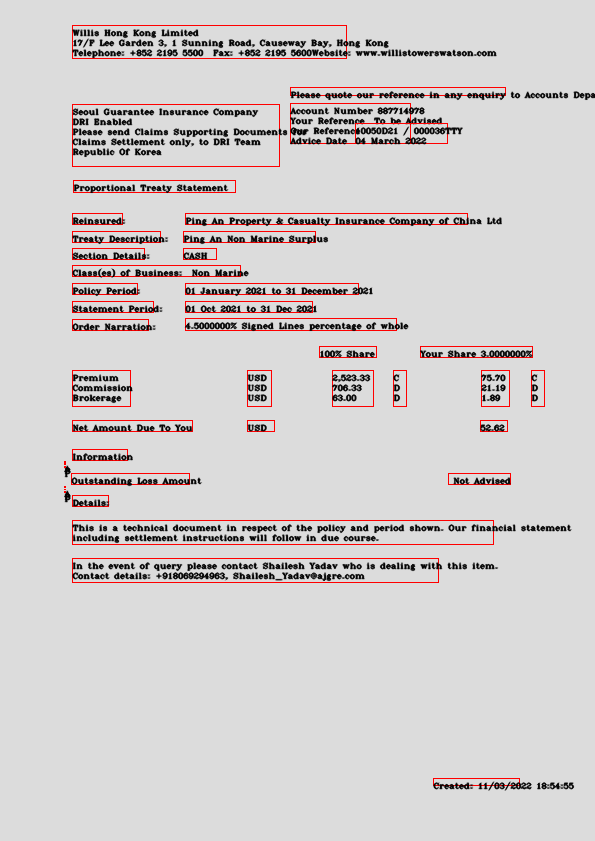 Willis Hong Kong Limited
17/F Lee Garden 3, 1 Sunning Road, Causeway Bay, Hong Kong
Telephone: +852 2195 5500 Fax: +852 2195 5600Website: www.willistowerswatson.com
Please quote our reference in any enquiry to Accounts Depa
Seoul Guarantee Insurance Company
DRI Enabled
Please send Claims Supporting Documents for
Claims Settlement only, to DRI Team
Republic Of Korea
Account Number 887714978
Your Reference To be Advised
Our Reference 10050D21 / 000036TTY
Advice Date 04 March 2022
Proportional Treaty Statement
Reinsured: Ping An Property & Casualty Insurance Company of China Ltd
Treaty Description: Ping An Non Marine Surplus
Section Details: CASH
Class(es) of Business: Non Marine
Policy Period: 01 January 2021 to 31 December 2021
Statement Period: 01 Oct 2021 to 31 Dec 2021
Order Narration: 4.5000000% Signed Lines percentage of whole
100% Share Your Share 3.0000000%
Premium USD 2,523.33 C 75.70 C
Commission USD 706.33 D 21.19 D
Brokerage USD 63.00 D 1.89 D
Net Amount Due To You USD 52.62
Information
Outstanding Loss Amount Not Advised
Details:
This is a technical document in respect of the policy and period shown. Our financial statement
including settlement instructions will follow in due course.
In the event of query please contact Shailesh Yadav who is dealing with this item.
Contact details: +918069294963, Shailesh_Yadav@ajgre.com
Created: 11/03/2022 18:54:55